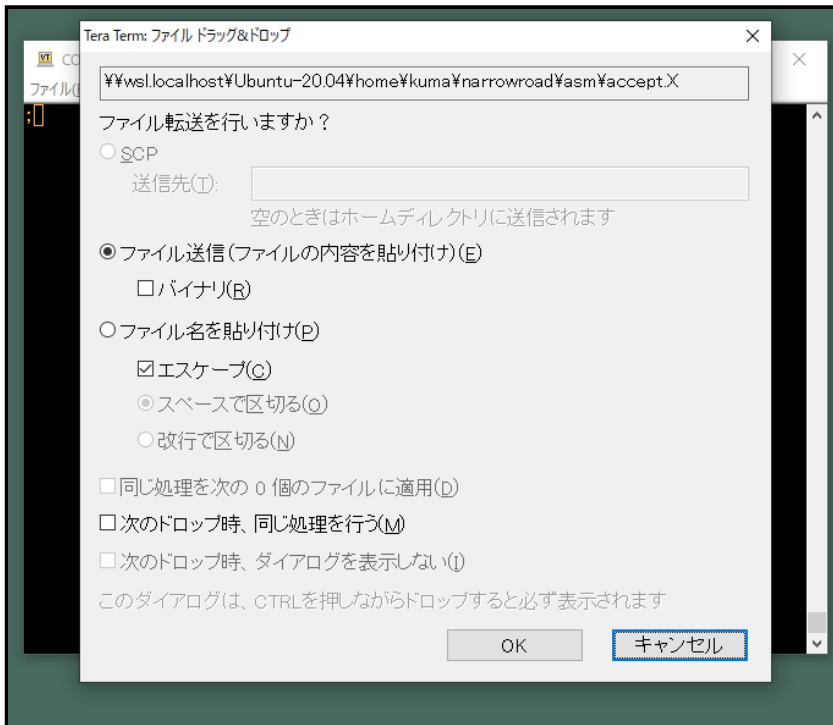 Tera Term: ファイル ドラッグ&ドロップ
VT
CO
ファイル(
;
¥¥wsl.localhost¥Ubuntu-20.04¥home¥kuma¥narrowroad¥asm¥accept.X
ファイル転送を行いますか？
SCP
送信先(T):
空のときはホームディレクトリに送信されます
ファイル送信(ファイルの内容を貼り付け)(E)
バイナリ(R)
ファイル名を貼り付け(P)
エスケープ(C)
スペースで区切る(O)
改行で区切る(N)
同じ処理を次の 0 個のファイルに適用(D)
次のドロップ時、同じ処理を行う(M)
次のドロップ時、ダイアログを表示しない(I)
このダイアログは、CTRLを押しながらドロップすると必ず表示されます
OK
キャンセル